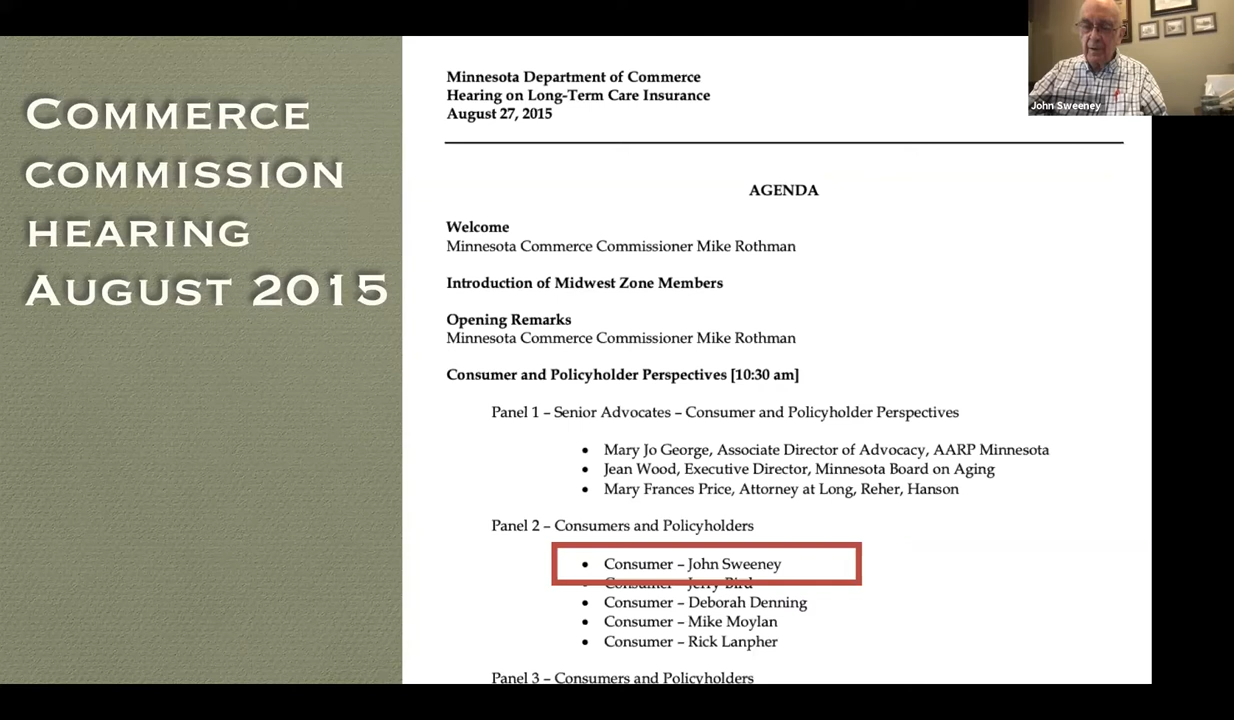 COMMERCE
COMMISSION
HEARING
AUGUST 2015
Minnesota Department of Commerce
Hearing on Long-Term Care Insurance
August 27, 2015
John Sweeney
AGENDA
Welcome
Minnesota Commerce Commissioner Mike Rothman
Introduction of Midwest Zone Members
Opening Remarks
Minnesota Commerce Commissioner Mike Rothman
Consumer and Policyholder Perspectives [10:30 am]
Panel 1 – Senior Advocates – Consumer and Policyholder Perspectives
• Mary Jo George, Associate Director of Advocacy, AARP Minnesota
• Jean Wood, Executive Director, Minnesota Board on Aging
• Mary Frances Price, Attorney at Long, Reher, Hanson
Panel 2 – Consumers and Policyholders
• Consumer – John Sweeney
• Consumer – Jerry Bird
• Consumer – Deborah Denning
• Consumer – Mike Moylan
• Consumer – Rick Lanpher
Panel 3 – Consumers and Policyholders